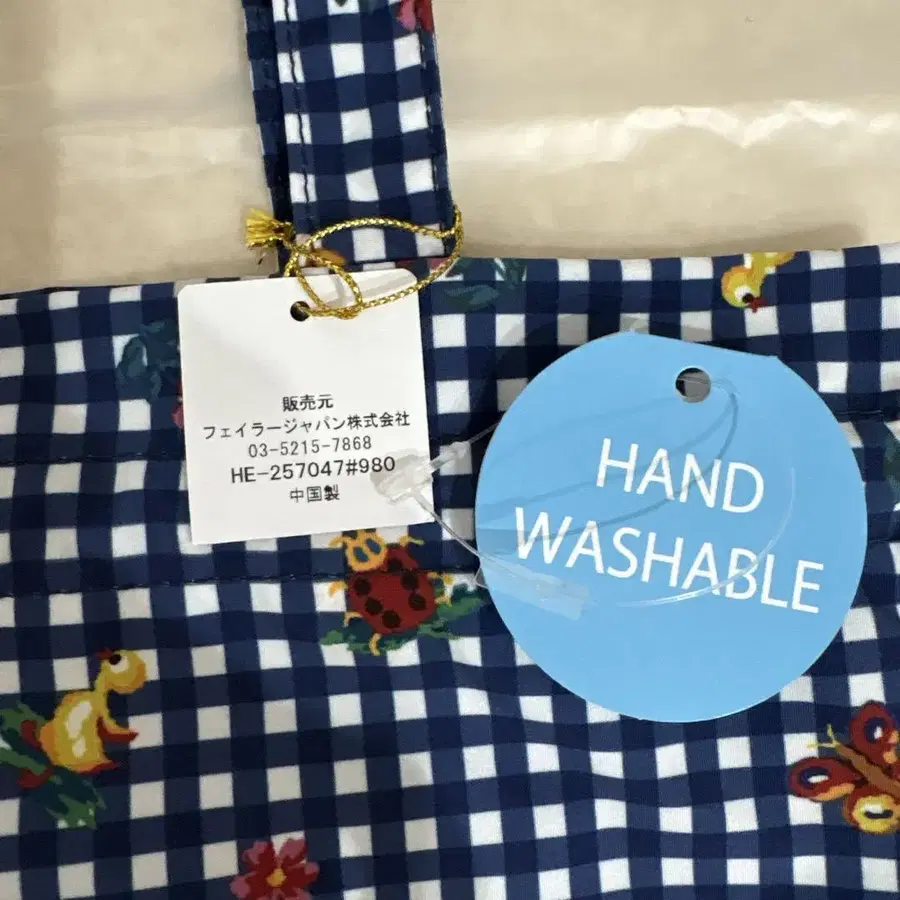 販売元
フェイラージャパン株式会社
03-5215-7868
HE-257047#980
中国製
HAND
WASHABLE